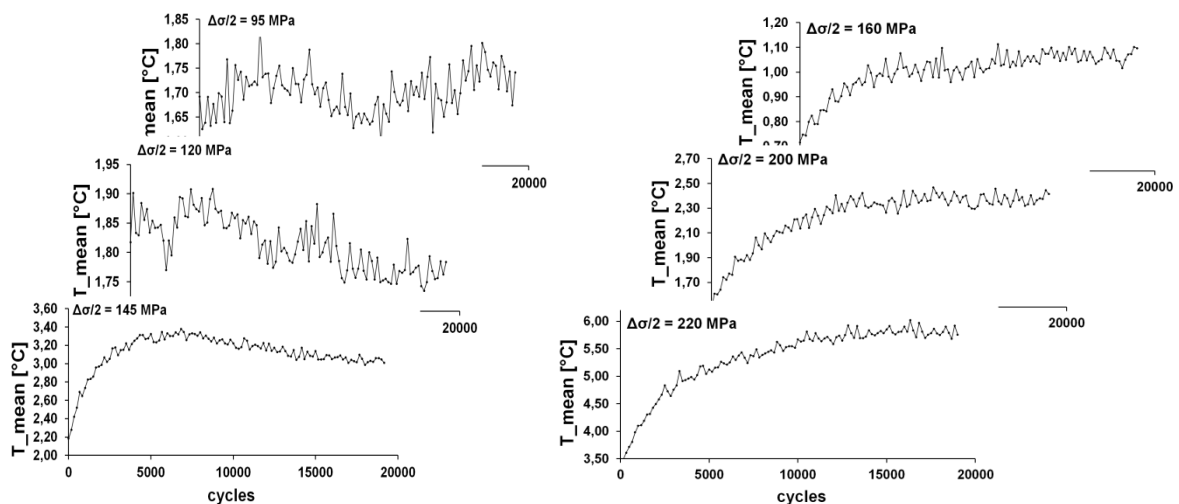 Δσ/2 = 95 MPa
mean [°C]
1,85
1,80
1,75
1,70
1,65
20000
Δσ/2 = 120 MPa
T_mean [°C]
1,95
1,90
1,85
1,80
1,75
20000
Δσ/2 = 145 MPa
T_mean [°C]
3,60
3,40
3,20
3,00
2,80
2,60
2,40
2,20
2,00
0 5000 10000 15000 20000
cycles
Δσ/2 = 160 MPa
T_mean [°C]
1,20
1,10
1,00
0,90
0,80
0,70
20000
Δσ/2 = 200 MPa
T_mean [°C]
2,70
2,50
2,30
2,10
1,90
1,70
20000
Δσ/2 = 220 MPa
T_mean [°C]
6,00
5,50
5,00
4,50
4,00
3,50
0 5000 10000 15000 20000
cycles